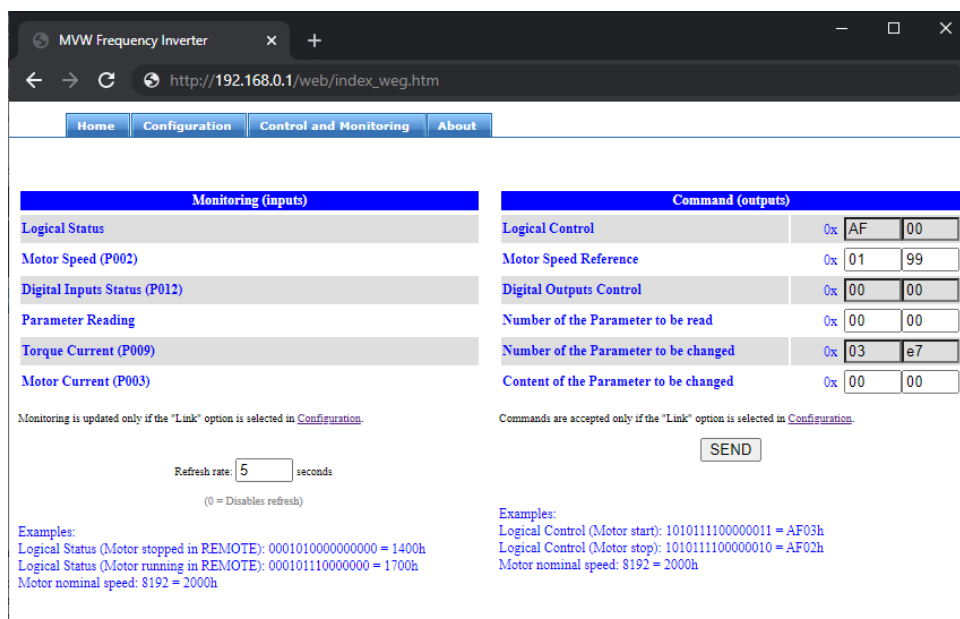 MVW Frequency Inverter
http://192.168.0.1/web/index_weg.htm
Home Configuration Control and Monitoring About
Monitoring (inputs)
Logical Status
Motor Speed (P002)
Digital Inputs Status (P012)
Parameter Reading
Torque Current (P009)
Motor Current (P003)
Monitoring is updated only if the "Link" option is selected in Configuration.
Refresh rate: 5 seconds
(0 = Disables refresh)
Examples:
Logical Status (Motor stopped in REMOTE): 0001010000000000 = 1400h
Logical Status (Motor running in REMOTE): 000101110000000 = 1700h
Motor nominal speed: 8192 = 2000h
Command (outputs)
Logical Control 0x AF 00
Motor Speed Reference 0x 01 99
Digital Outputs Control 0x 00 00
Number of the Parameter to be read 0x 00 00
Number of the Parameter to be changed 0x 03 e7
Content of the Parameter to be changed 0x 00 00
Commands are accepted only if the "Link" option is selected in Configuration.
SEND
Examples:
Logical Control (Motor start): 1010111100000011 = AF03h
Logical Control (Motor stop): 1010111100000010 = AF02h
Motor nominal speed: 8192 = 2000h